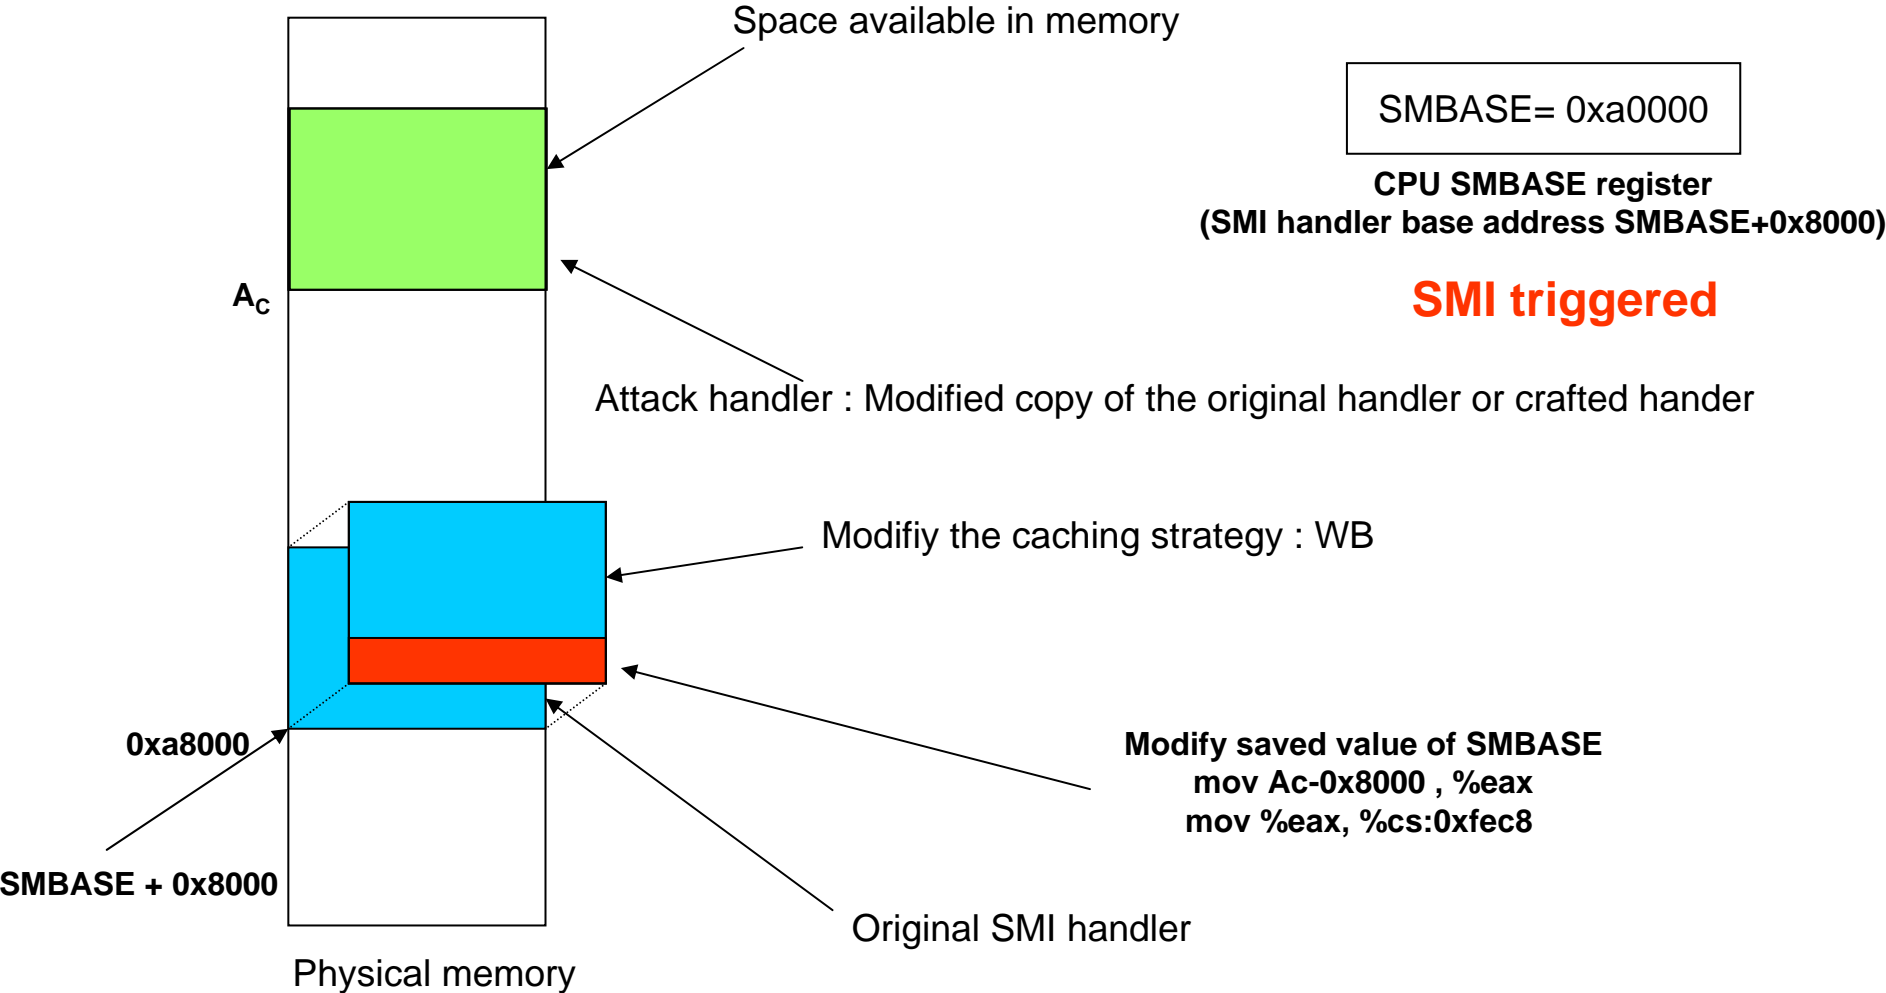 Space available in memory
SMBASE= 0xa0000
CPU SMBASE register
(SMI handler base address SMBASE+0x8000)
SMI triggered
AC
Attack handler : Modified copy of the original handler or crafted hander
Modifiy the caching strategy : WB
0xa8000
Modify saved value of SMBASE
mov Ac-0x8000 , %eax
mov %eax, %cs:0xfec8
SMBASE + 0x8000
Original SMI handler
Physical memory